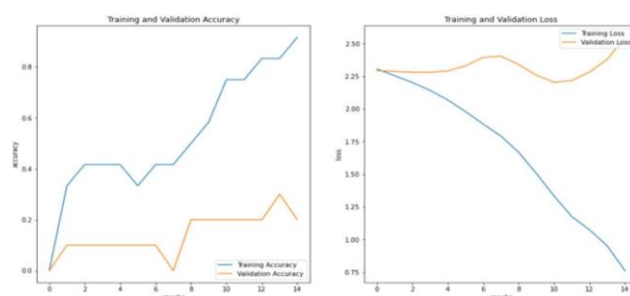 Training and Validation Accuracy
accuracy
0.8
0.6
0.4
0.2
0.0
0 2 4 6 8 10 12 14
Training Accuracy
Validation Accuracy
Training and Validation Loss
loss
2.50
2.25
2.00
1.75
1.50
1.25
1.00
0.75
0 2 4 6 8 10 12 14
Training Loss
Validation Loss